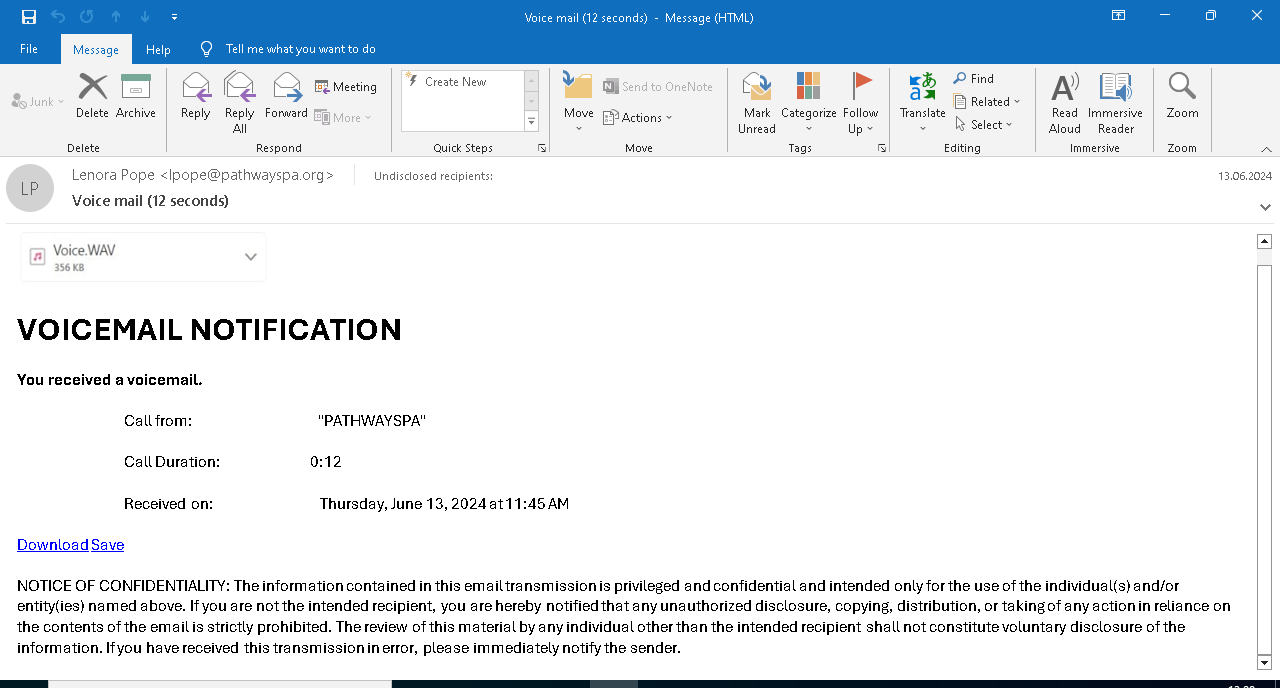 Voice mail (12 seconds) - Message (HTML)
File Message Help Tell me what you want to do
Junk
Delete
Archive
Delete
Reply
Reply All
Forward
Meeting
More
Respond
Create New
Quick Steps
Move
Send to OneNote
Actions
Move
Mark Unread
Categorize
Follow Up
Tags
Translate
Find
Related
Select
Editing
Read Aloud
Immersive Reader
Immersive
Zoom
Zoom
LP
Lenora Pope <lpope@pathwayspa.org>
Undisclosed recipients:
13.06.2024
Voice mail (12 seconds)
Voice.WAV
356 KB
VOICEMAIL NOTIFICATION
You received a voicemail.
Call from: "PATHWAYSPA"
Call Duration: 0:12
Received on: Thursday, June 13, 2024 at 11:45 AM
Download Save
NOTICE OF CONFIDENTIALITY: The information contained in this email transmission is privileged and confidential and intended only for the use of the individual(s) and/or
entity(ies) named above. If you are not the intended recipient, you are hereby notified that any unauthorized disclosure, copying, distribution, or taking of any action in reliance on
the contents of the email is strictly prohibited. The review of this material by any individual other than the intended recipient shall not constitute voluntary disclosure of the
information. If you have received this transmission in error, please immediately notify the sender.